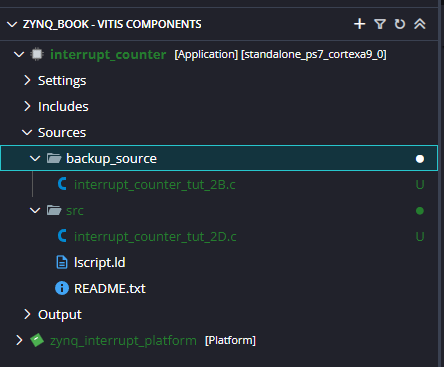 ZYNQ_BOOK - VITIS COMPONENTS
interrupt_counter [Application] [standalone_ps7_cortexa9_0]
Settings
Includes
Sources
backup_source
C interrupt_counter_tut_2B.c U
src
C interrupt_counter_tut_2D.c U
lscript.ld
README.txt
Output
zynq_interrupt_platform [Platform]